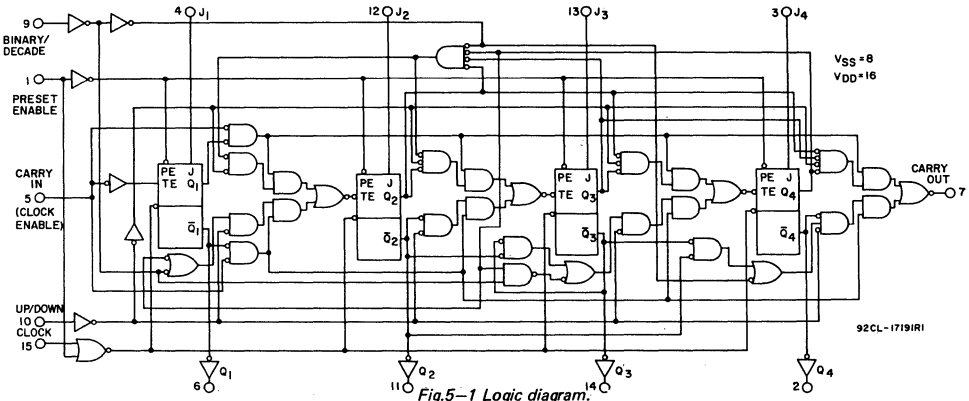 4 J1
12 J2
13 J3
3 J4
9
BINARY/
DECADE
1
PRESET
ENABLE
VSS = 8
VDD = 16
CARRY
IN
5
(CLOCK
ENABLE)
PE J
TE Q1
Q̅1
PE J
TE Q2
Q̅2
PE J
TE Q3
Q̅3
PE J
TE Q4
Q̅4
CARRY
OUT
7
UP/DOWN
10
CLOCK
15
92CL-17191R1
Q1
6
Q2
11
Q3
14
Q4
2
Fig.5–1 Logic diagram.